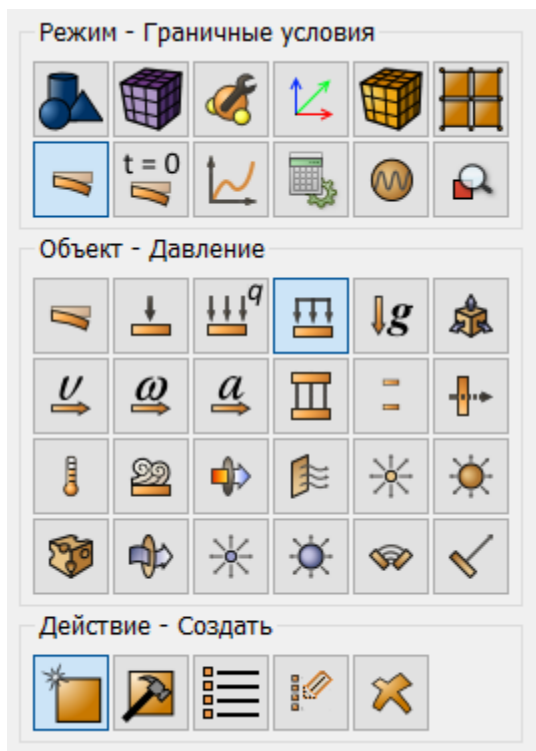 Режим - Граничные условия
t = 0
Объект - Давление
q
g
υ ω a
Действие - Создать